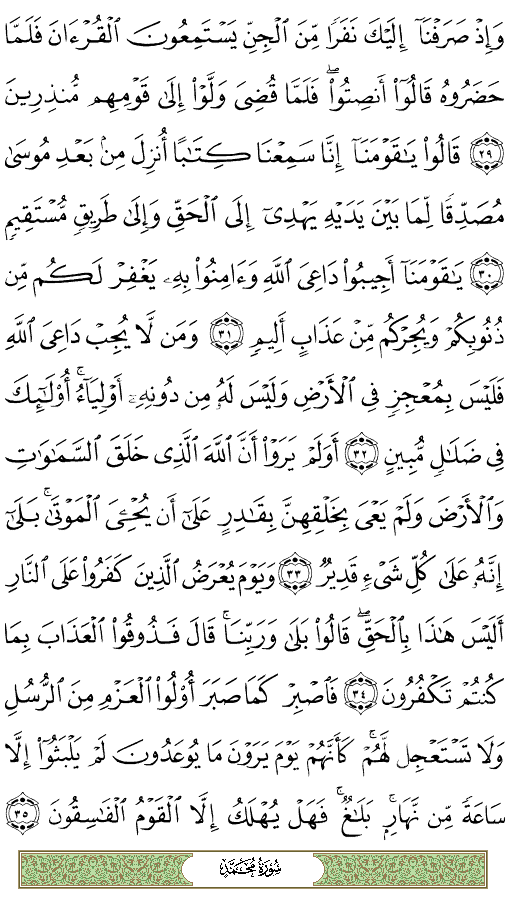 وَإِذْ صَرَفْنَآ إِلَيْكَ نَفَرًا مِّنَ ٱلْجِنِّ يَسْتَمِعُونَ ٱلْقُرْءَانَ فَلَمَّا
حَضَرُوهُ قَالُوٓا۟ أَنصِتُوا۟ ۖ فَلَمَّا قُضِىَ وَلَّوْا۟ إِلَىٰ قَوْمِهِم مُّنذِرِينَ
﴿٢٩﴾ قَالُوا۟ يَٰقَوْمَنَآ إِنَّا سَمِعْنَا كِتَٰبًا أُنزِلَ مِنۢ بَعْدِ مُوسَىٰ
مُصَدِّقًا لِّمَا بَيْنَ يَدَيْهِ يَهْدِىٓ إِلَى ٱلْحَقِّ وَإِلَىٰ طَرِيقٍ مُّسْتَقِيمٍ
﴿٣٠﴾ يَٰقَوْمَنَآ أَجِيبُوا۟ دَاعِىَ ٱللَّهِ وَءَامِنُوا۟ بِهِۦ يَغْفِرْ لَكُم مِّن
ذُنُوبِكُمْ وَيُجِرْكُم مِّنْ عَذَابٍ أَلِيمٍ ﴿٣١﴾ وَمَن لَّا يُجِبْ دَاعِىَ ٱللَّهِ
فَلَيْسَ بِمُعْجِزٍ فِى ٱلْأَرْضِ وَلَيْسَ لَهُۥ مِن دُونِهِۦٓ أَوْلِيَآءُ ۚ أُو۟لَٰٓئِكَ
فِى ضَلَٰلٍ مُّبِينٍ ﴿٣٢﴾ أَوَلَمْ يَرَوْا۟ أَنَّ ٱللَّهَ ٱلَّذِى خَلَقَ ٱلسَّمَٰوَٰتِ
وَٱلْأَرْضَ وَلَمْ يَعْىَ بِخَلْقِهِنَّ بِقَٰدِرٍ عَلَىٰٓ أَن يُحْۦِىَ ٱلْمَوْتَىٰ ۚ بَلَىٰٓ
إِنَّهُۥ عَلَىٰ كُلِّ شَىْءٍ قَدِيرٌ ﴿٣٣﴾ وَيَوْمَ يُعْرَضُ ٱلَّذِينَ كَفَرُوا۟ عَلَى ٱلنَّارِ
أَلَيْسَ هَٰذَا بِٱلْحَقِّ ۖ قَالُوا۟ بَلَىٰ وَرَبِّنَا ۚ قَالَ فَذُوقُوا۟ ٱلْعَذَابَ بِمَا
كُنتُمْ تَكْفُرُونَ ﴿٣٤﴾ فَٱصْبِرْ كَمَا صَبَرَ أُو۟لُوا۟ ٱلْعَزْمِ مِنَ ٱلرُّسُلِ
وَلَا تَسْتَعْجِل لَّهُمْ ۚ كَأَنَّهُمْ يَوْمَ يَرَوْنَ مَا يُوعَدُونَ لَمْ يَلْبَثُوٓا۟ إِلَّا
سَاعَةً مِّن نَّهَارٍۭ ۚ بَلَٰغٌ ۚ فَهَلْ يُهْلَكُ إِلَّا ٱلْقَوْمُ ٱلْفَٰسِقُونَ ﴿٣٥﴾
سُورَةُ مُحَمَّدٍ